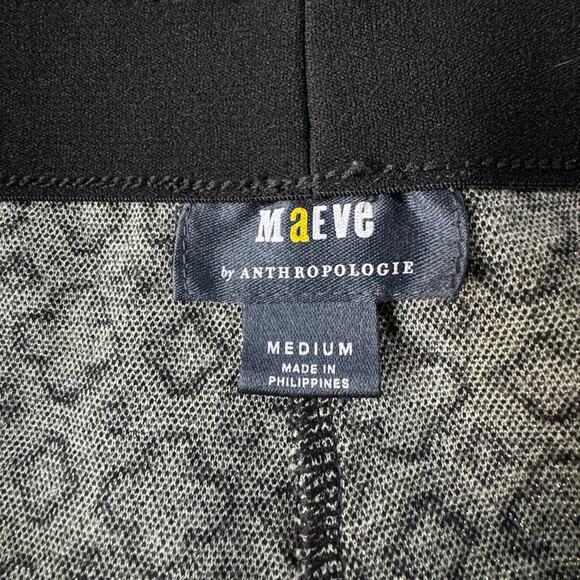 MaEVe
by ANTHROPOLOGIE
MEDIUM
MADE IN
PHILIPPINES